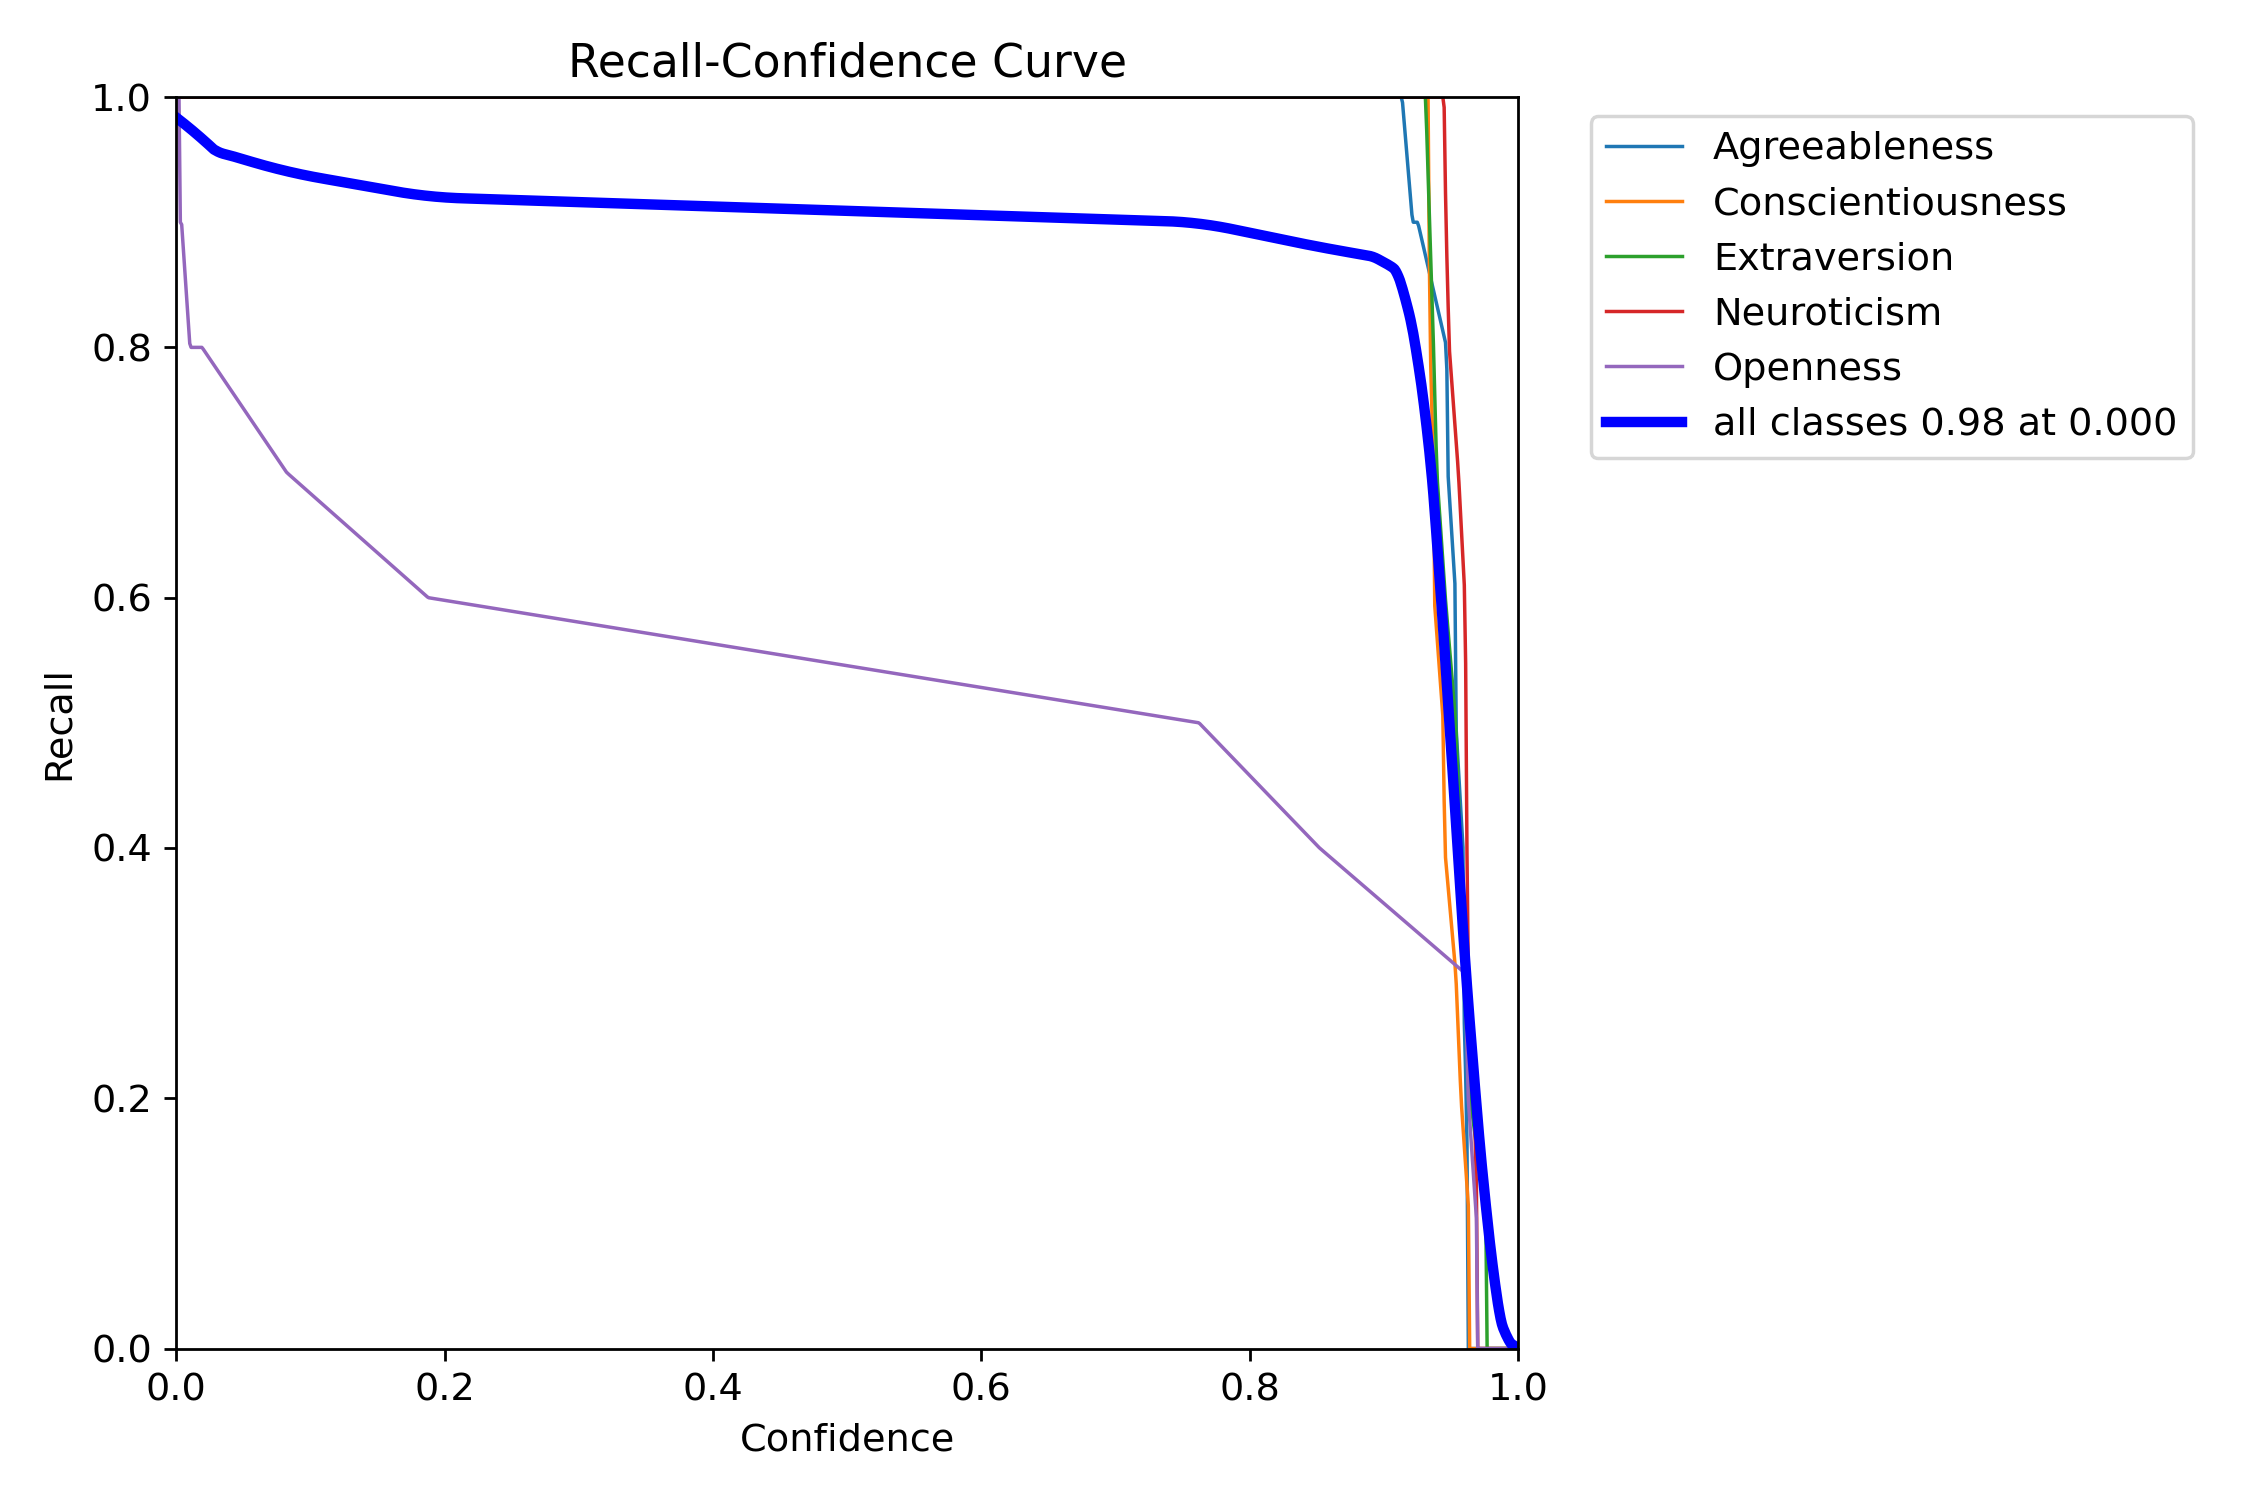 Recall-Confidence Curve
1.0
0.8
0.6
0.4
0.2
0.0
Recall
0.0 0.2 0.4 0.6 0.8 1.0
Confidence
Agreeableness
Conscientiousness
Extraversion
Neuroticism
Openness
all classes 0.98 at 0.000